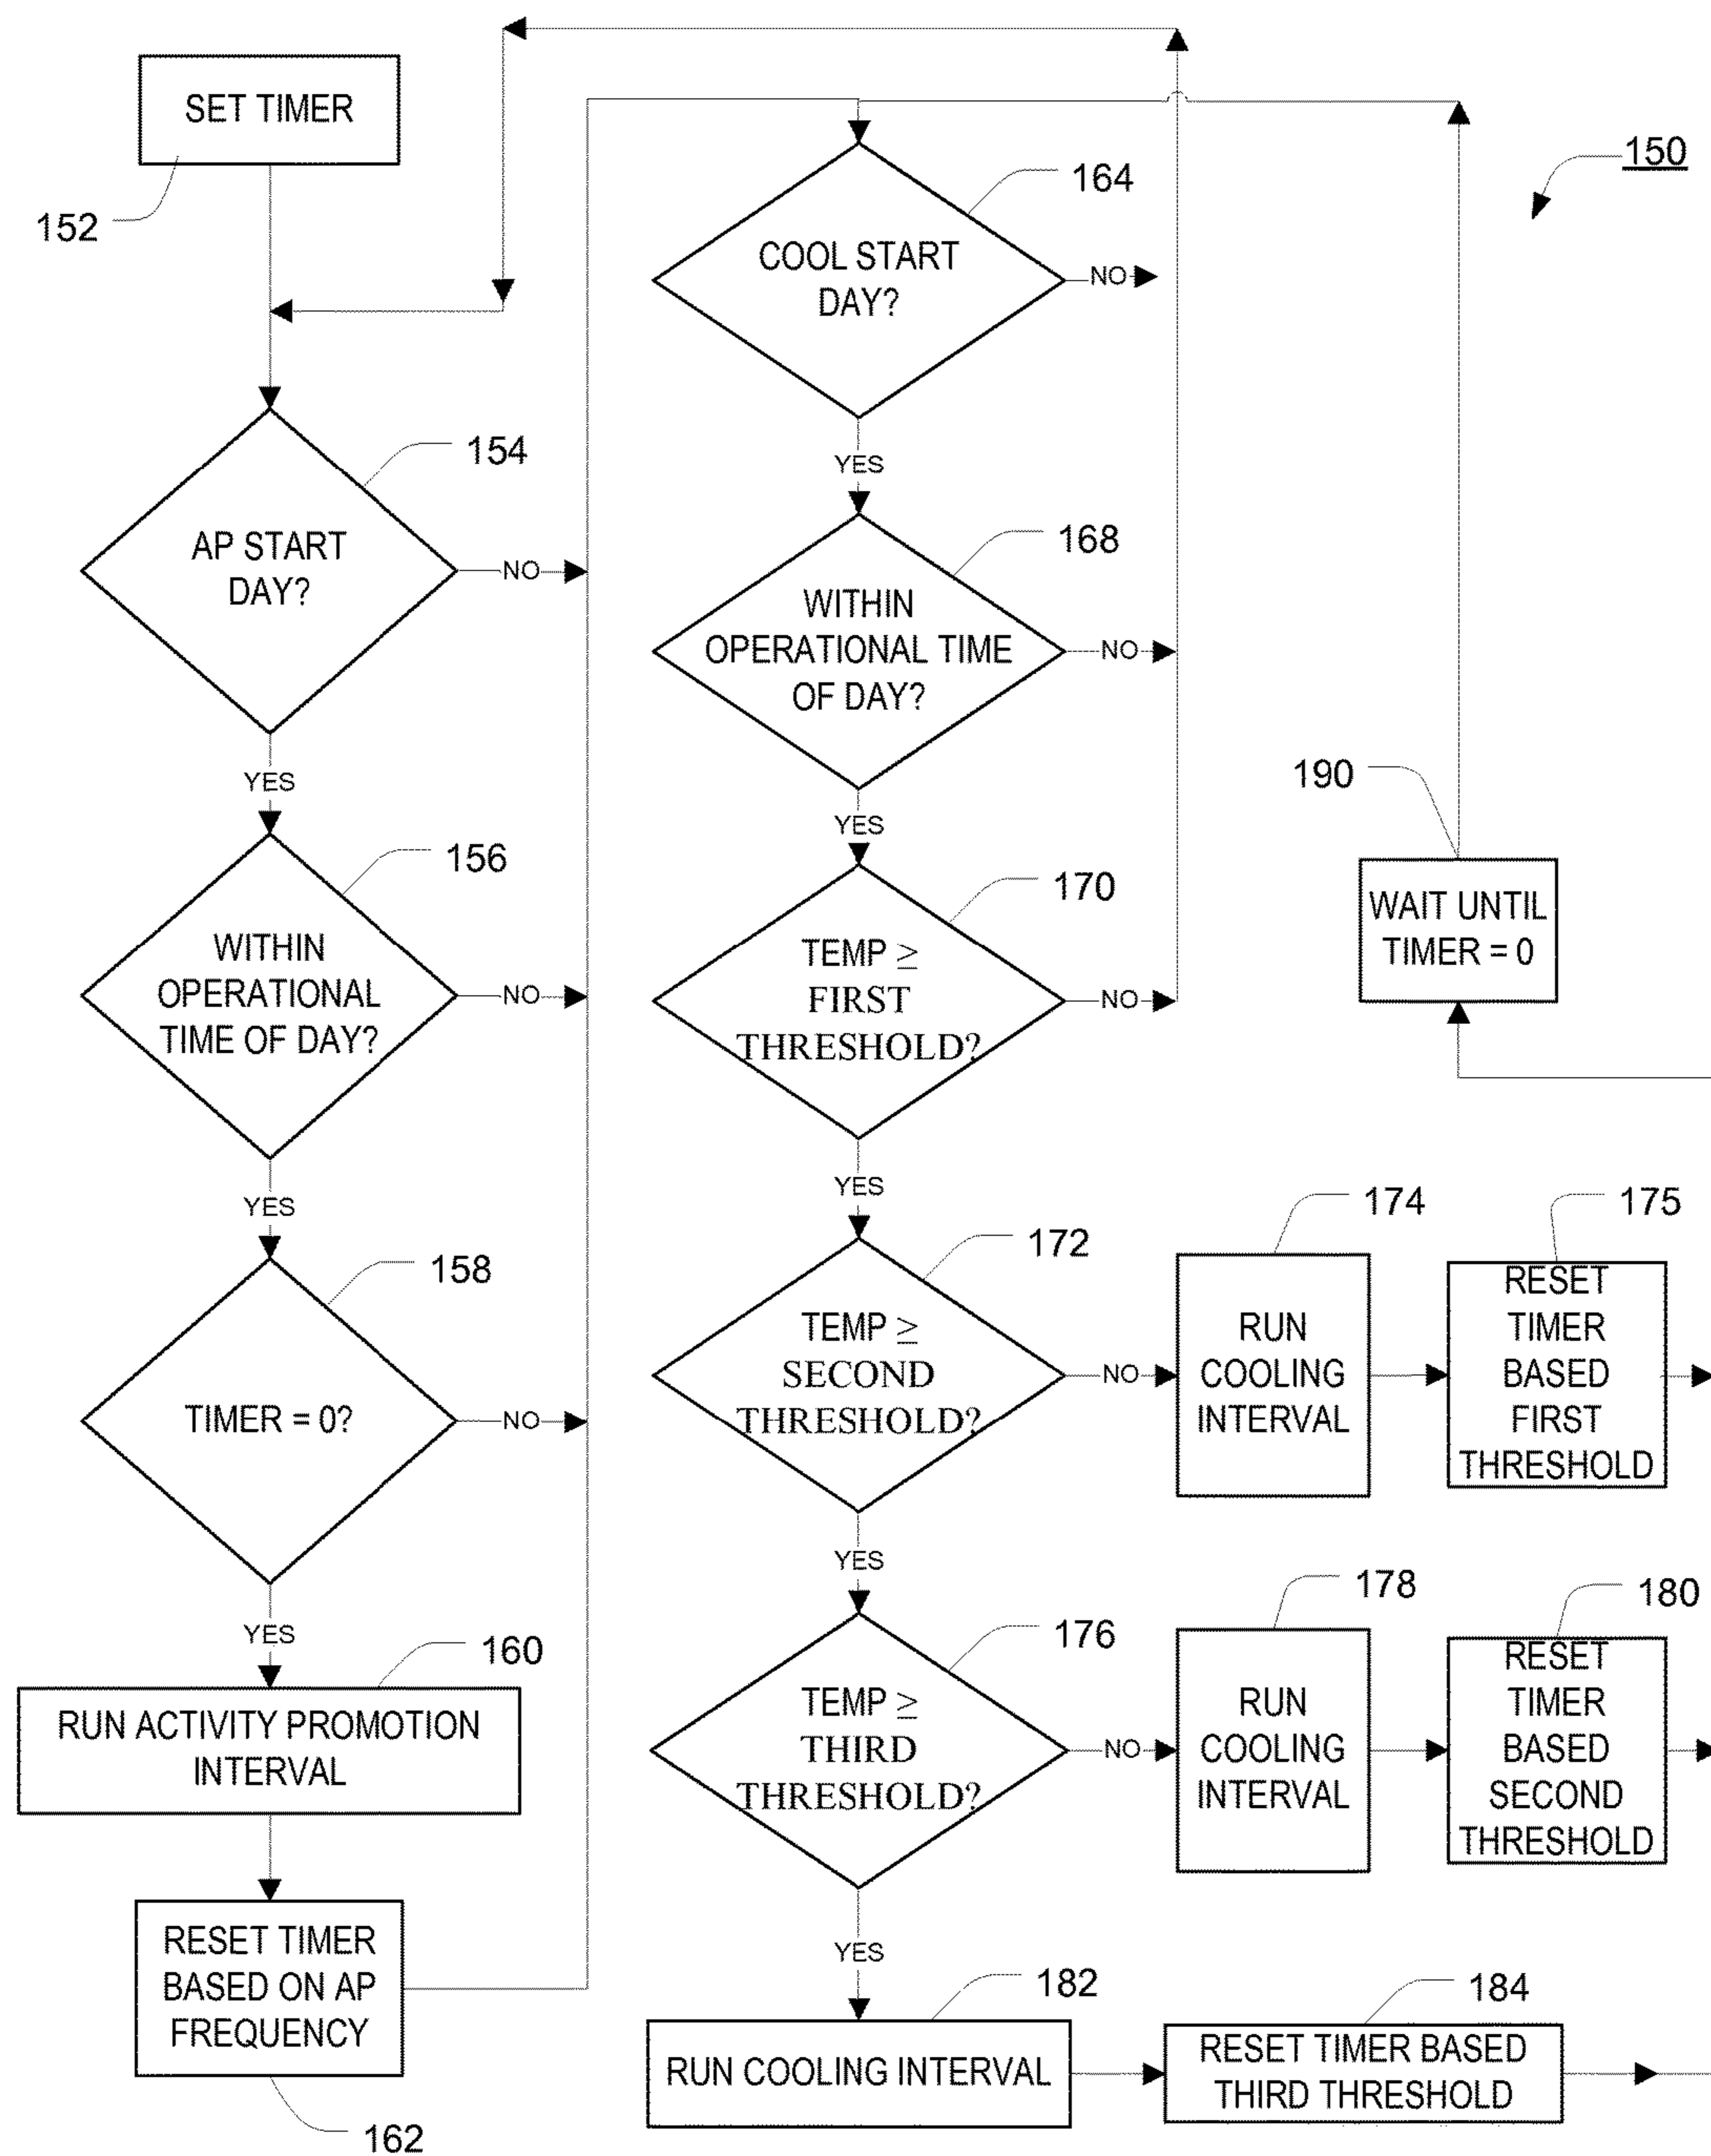 SET TIMER
152
150
164
COOL START
DAY?
NO
YES
154
AP START
DAY?
NO
YES
168
WITHIN
OPERATIONAL TIME
OF DAY?
NO
YES
156
WITHIN
OPERATIONAL
TIME OF DAY?
NO
YES
190
WAIT UNTIL
TIMER = 0
170
TEMP ≥
FIRST
THRESHOLD?
NO
YES
158
TIMER = 0?
NO
YES
172
TEMP ≥
SECOND
THRESHOLD?
NO
YES
174
RUN
COOLING
INTERVAL
175
RESET
TIMER
BASED
FIRST
THRESHOLD
160
RUN ACTIVITY PROMOTION
INTERVAL
176
TEMP ≥
THIRD
THRESHOLD?
NO
YES
178
RUN
COOLING
INTERVAL
180
RESET
TIMER
BASED
SECOND
THRESHOLD
RESET TIMER
BASED ON AP
FREQUENCY
162
182
RUN COOLING INTERVAL
184
RESET TIMER BASED
THIRD THRESHOLD